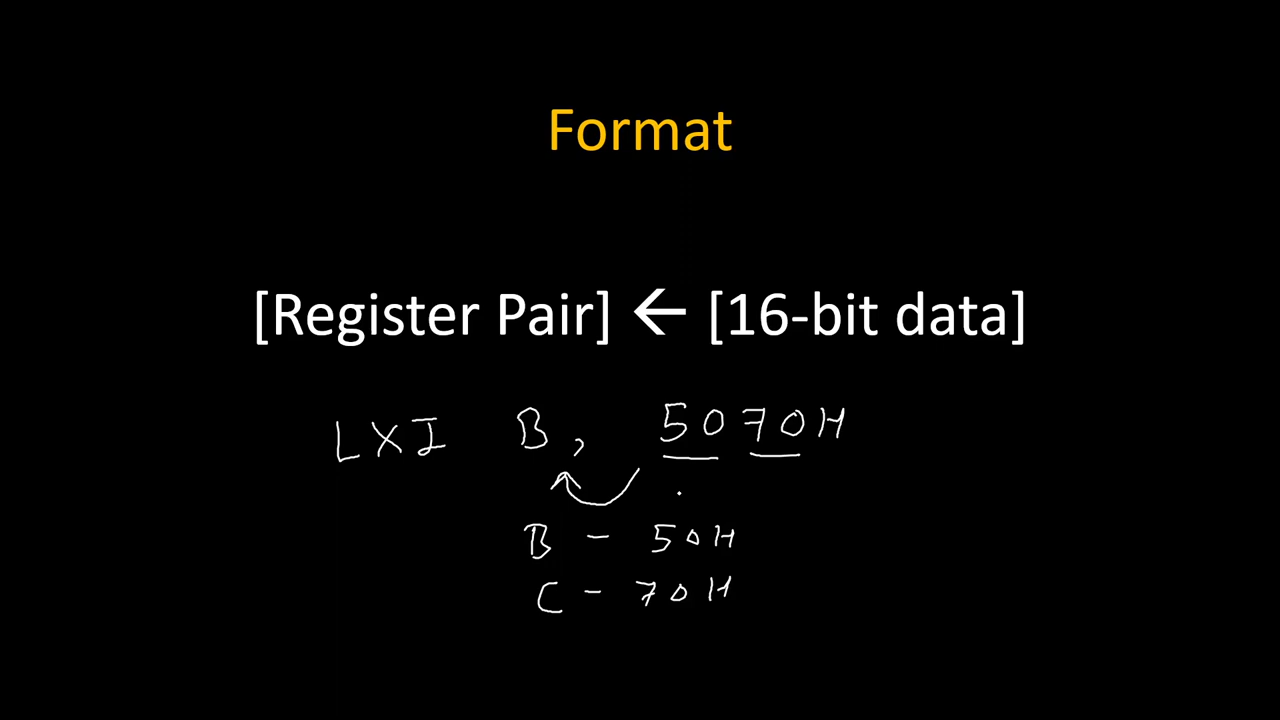 Format
[Register Pair] ← [16-bit data]
LXI B, 5070H
B - 50H
C - 70H